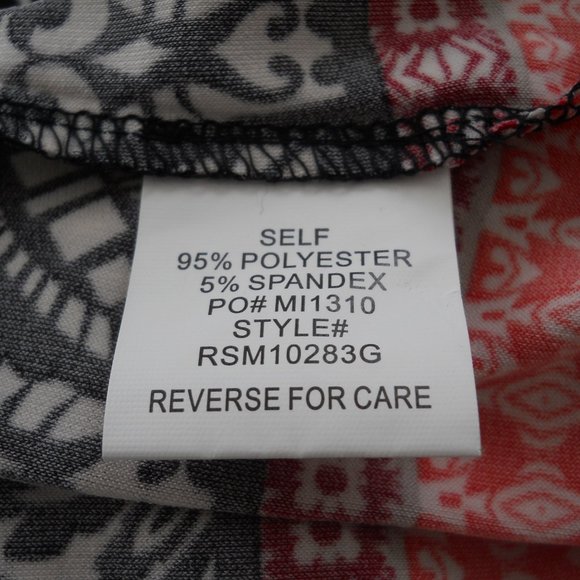 SELF
95% POLYESTER
5% SPANDEX
PO# MI1310
STYLE#
RSM10283G
REVERSE FOR CARE